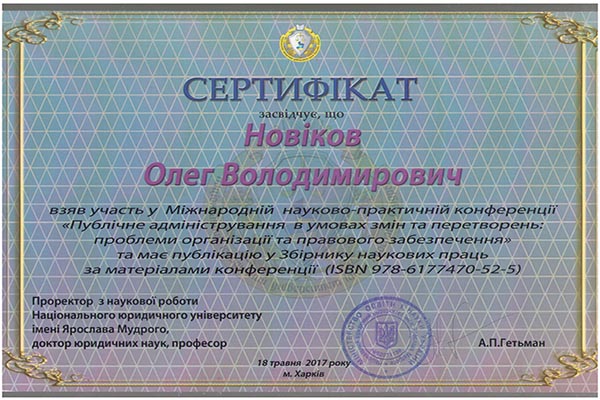 СЕРТИФІКАТ
засвідчує, що
Новіков
Олег Володимирович
взяв участь у Міжнародній науково-практичній конференції
«Публічне адміністрування в умовах змін та перетворень:
проблеми організації та правового забезпечення»
та має публікацію у Збірнику наукових праць
за матеріалами конференції (ISBN 978-6177470-52-5)
Проректор з наукової роботи
Національного юридичного університету
імені Ярослава Мудрого,
доктор юридичних наук, професор
А.П.Гетьман
18 травня 2017 року
м. Харків